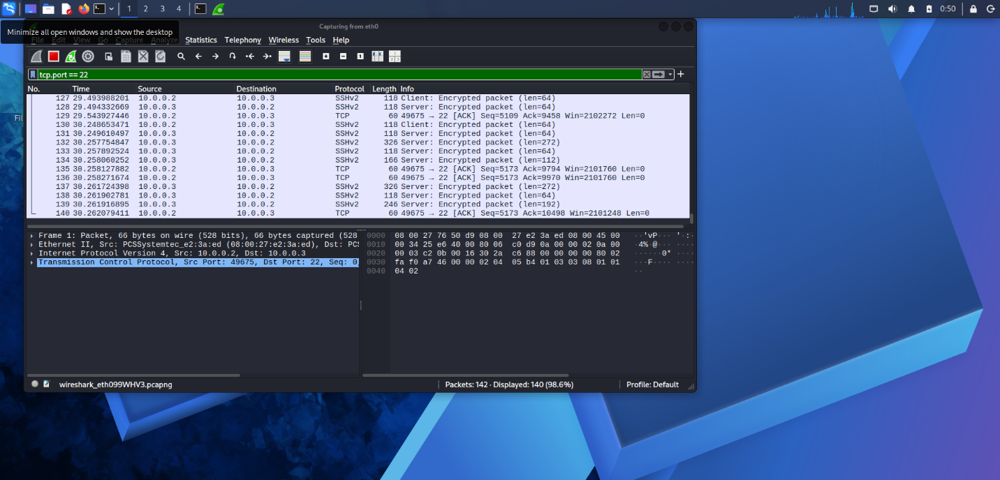 1 2 3 4 0:50
Capturing from eth0
Minimize all open windows and show the desktop
File Edit View Go Capture Analyze Statistics Telephony Wireless Tools Help
tcp.port == 22
No. Time Source Destination Protocol Length Info
127 29.493988201 10.0.0.2 10.0.0.3 SSHv2 118 Client: Encrypted packet (len=64)
128 29.494332669 10.0.0.3 10.0.0.2 SSHv2 118 Server: Encrypted packet (len=64)
129 29.543927446 10.0.0.2 10.0.0.3 TCP 60 49675 → 22 [ACK] Seq=5109 Ack=9458 Win=2102272 Len=0
130 30.248653471 10.0.0.2 10.0.0.3 SSHv2 118 Client: Encrypted packet (len=64)
131 30.249610497 10.0.0.3 10.0.0.2 SSHv2 118 Server: Encrypted packet (len=64)
132 30.257754847 10.0.0.3 10.0.0.2 SSHv2 326 Server: Encrypted packet (len=272)
133 30.257892524 10.0.0.3 10.0.0.2 SSHv2 118 Server: Encrypted packet (len=64)
134 30.258060252 10.0.0.3 10.0.0.2 SSHv2 166 Server: Encrypted packet (len=112)
135 30.258127882 10.0.0.2 10.0.0.3 TCP 60 49675 → 22 [ACK] Seq=5173 Ack=9794 Win=2101760 Len=0
136 30.258271674 10.0.0.2 10.0.0.3 TCP 60 49675 → 22 [ACK] Seq=5173 Ack=9970 Win=2101760 Len=0
137 30.261724398 10.0.0.3 10.0.0.2 SSHv2 326 Server: Encrypted packet (len=272)
138 30.261902781 10.0.0.3 10.0.0.2 SSHv2 118 Server: Encrypted packet (len=64)
139 30.261916895 10.0.0.3 10.0.0.2 SSHv2 246 Server: Encrypted packet (len=192)
140 30.262079411 10.0.0.2 10.0.0.3 TCP 60 49675 → 22 [ACK] Seq=5173 Ack=10498 Win=2101248 Len=0
Fil
Frame 1: Packet, 66 bytes on wire (528 bits), 66 bytes captured (528
Ethernet II, Src: PCSSystemtec_e2:3a:ed (08:00:27:e2:3a:ed), Dst: PCS
Internet Protocol Version 4, Src: 10.0.0.2, Dst: 10.0.0.3
Transmission Control Protocol, Src Port: 49675, Dst Port: 22, Seq: 0,
0000 08 00 27 76 50 d9 08 00 27 e2 3a ed 08 00 45 00 ··'vP··· '·:
0010 00 34 25 e6 40 00 80 06 c0 d9 0a 00 00 02 0a 00 ·4%·@··· ····
0020 00 03 c2 0b 00 16 30 2a c6 88 00 00 00 00 80 02 ······0* ····
0030 fa f0 a7 46 00 00 02 04 05 b4 01 03 03 08 01 01 ···F···· ····
0040 04 02 ··
wireshark_eth099WHV3.pcapng Packets: 142 · Displayed: 140 (98.6%) Profile: Default